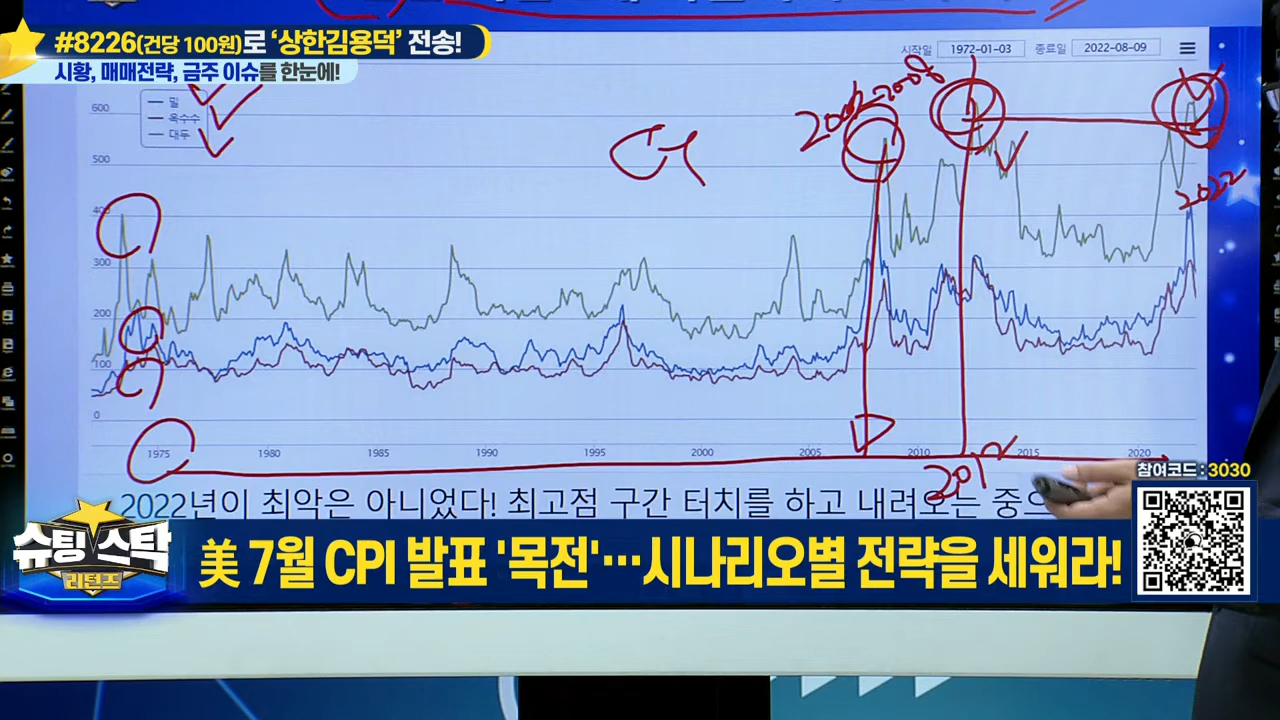 #8226(건당 100원)로 '상한김용덕' 전송!
시황, 매매전략, 금주 이슈를 한눈에!
시작일 1972-01-03 종료일 2022-08-09
밀
옥수수
대두
600
500
400
300
200
100
0
1975 1980 1985 1990 1995 2000 2005 2010 2015 2020
2022
2012
2022년이 최악은 아니었다! 최고점 구간 터치를 하고 내려오는 중으
참여코드:3030
슈팅스탁
리턴즈
美 7월 CPI 발표 '목전'…시나리오별 전략을 세워라!